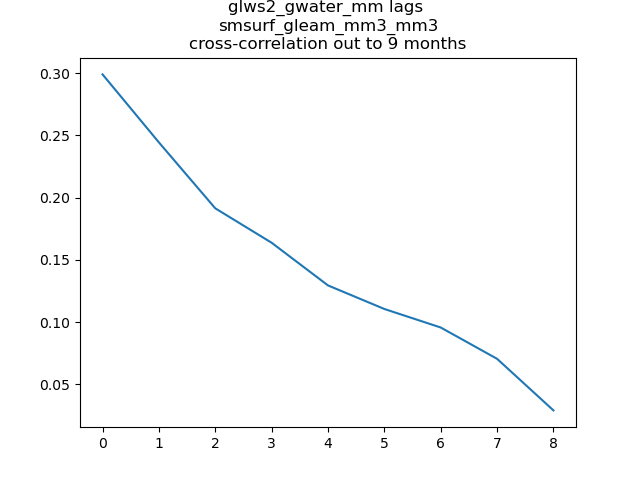 glws2_gwater_mm lags
smsurf_gleam_mm3_mm3
cross-correlation out to 9 months
0.30
0.25
0.20
0.15
0.10
0.05
0 1 2 3 4 5 6 7 8